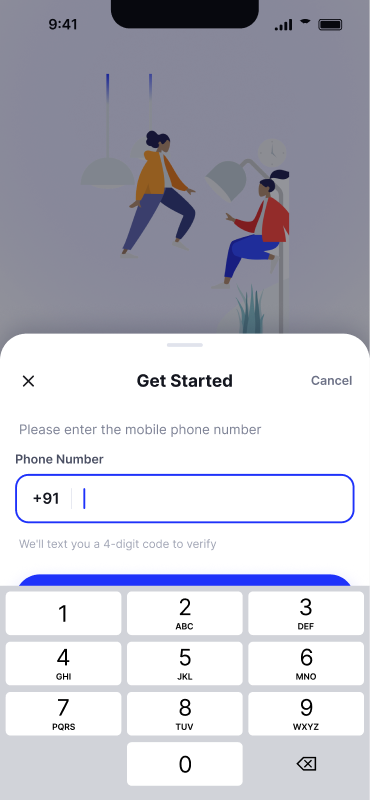 9:41
Get Started
Cancel
Please enter the mobile phone number
Phone Number
+91
We'll text you a 4-digit code to verify
1
2
3
ABC
DEF
4
5
6
GHI
JKL
MNO
7
8
9
PQRS
TUV
WXYZ
0